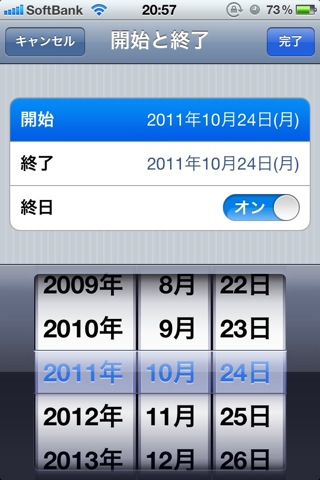 SoftBank 20:57 73%
キャンセル 開始と終了 完了
開始 2011年10月24日(月)
終了 2011年10月24日(月)
終日 オン
2009年 8月 22日
2010年 9月 23日
2011年 10月 24日
2012年 11月 25日
2013年 12月 26日